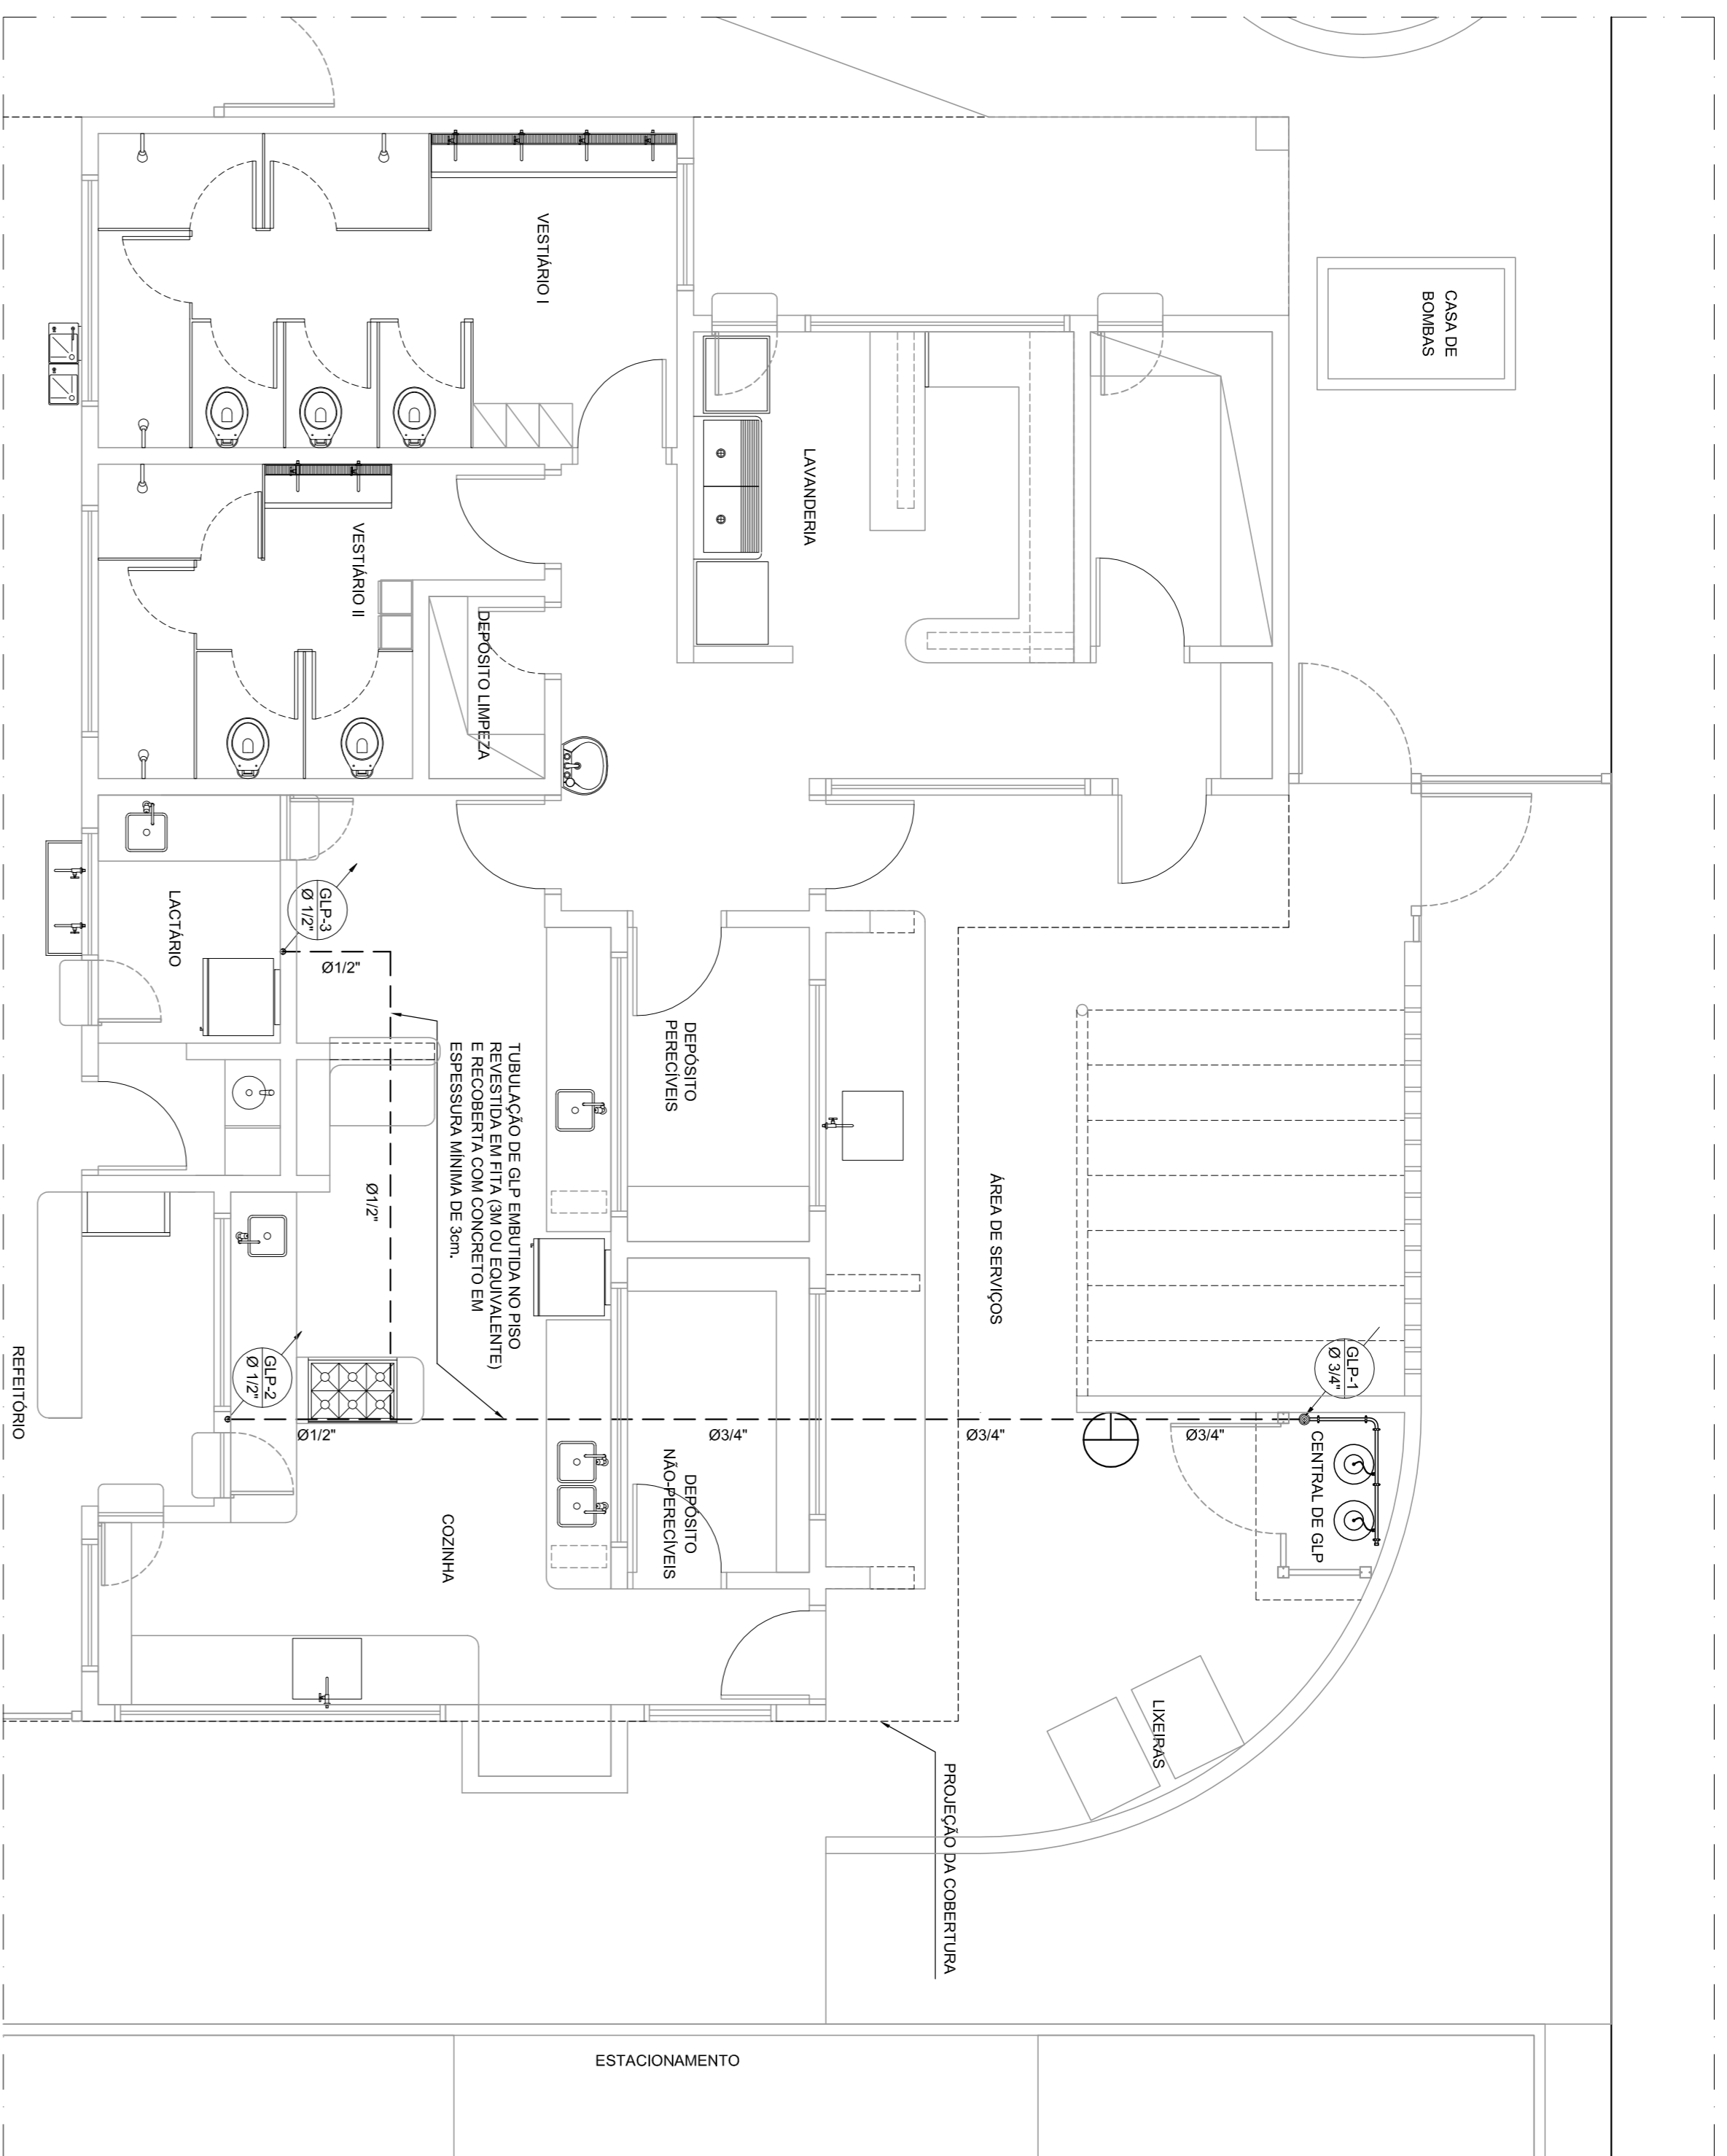 CASA DE
BOMBAS
VESTIÁRIO I
LAVANDERIA
VESTIÁRIO II
DEPÓSITO LIMPEZA
LACTÁRIO
GLP-3
Ø 1/2"
Ø1/2"
DEPÓSITO
PERECÍVEIS
TUBULAÇÃO DE GLP EMBUTIDA NO PISO
REVESTIDA EM FITA (3M OU EQUIVALENTE)
E RECOBERTA COM CONCRETO EM
ESPESSURA MÍNIMA DE 3cm.
Ø1/2"
ÁREA DE SERVIÇOS
GLP-1
Ø 3/4"
REFEITÓRIO
GLP-2
Ø 1/2"
Ø1/2"
Ø3/4"
Ø3/4"
Ø3/4"
CENTRAL DE GLP
DEPÓSITO
NÃO-PERECÍVEIS
COZINHA
LIXEIRAS
PROJEÇÃO DA COBERTURA
ESTACIONAMENTO